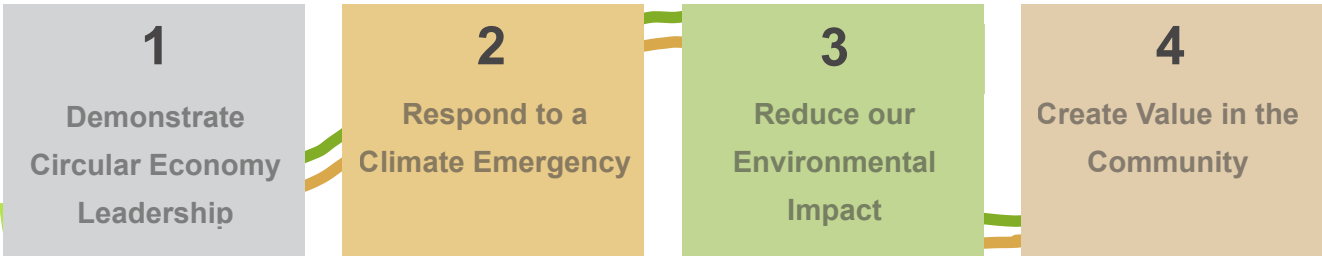 1
Demonstrate
Circular Economy
Leadership
2
Respond to a
Climate Emergency
3
Reduce our
Environmental
Impact
4
Create Value in the
Community